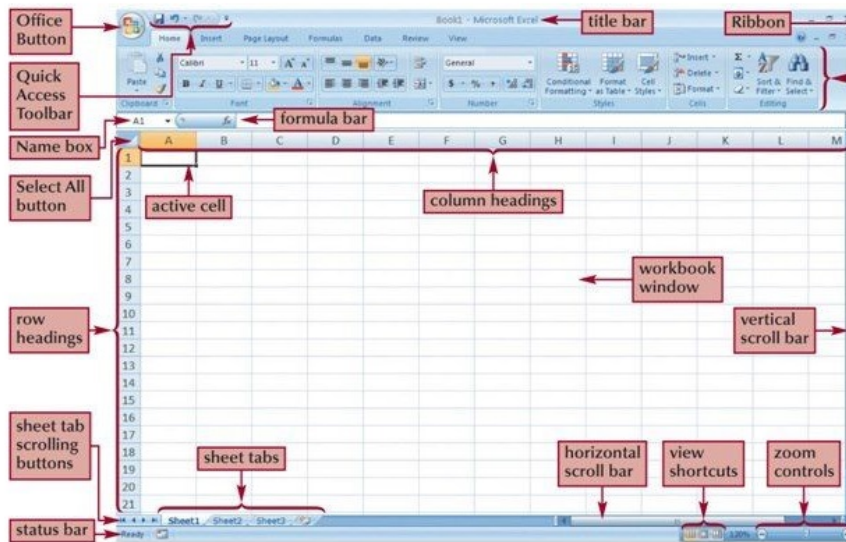 Office
Button
Book1 - Microsoft Excel
title bar
Ribbon
Home Insert Page Layout Formulas Data Review View
Quick
Access
Toolbar
Paste
Calibri 11
General
Conditional
Formatting
Format
as Table
Cell
Styles
Insert
Delete
Format
Sort &
Filter
Find &
Select
Clipboard Font Alignment Number Styles Cells Editing
Name box
A1
fx
formula bar
A B C D E F G H I J K L M
Select All
button
active cell
column headings
1
2
3
4
5
6
7
8
9
10
11
12
13
14
15
16
17
18
19
20
21
workbook
window
row
headings
vertical
scroll bar
sheet tab
scrolling
buttons
sheet tabs
horizontal
scroll bar
view
shortcuts
zoom
controls
Sheet1 Sheet2 Sheet3
status bar
Ready
120%